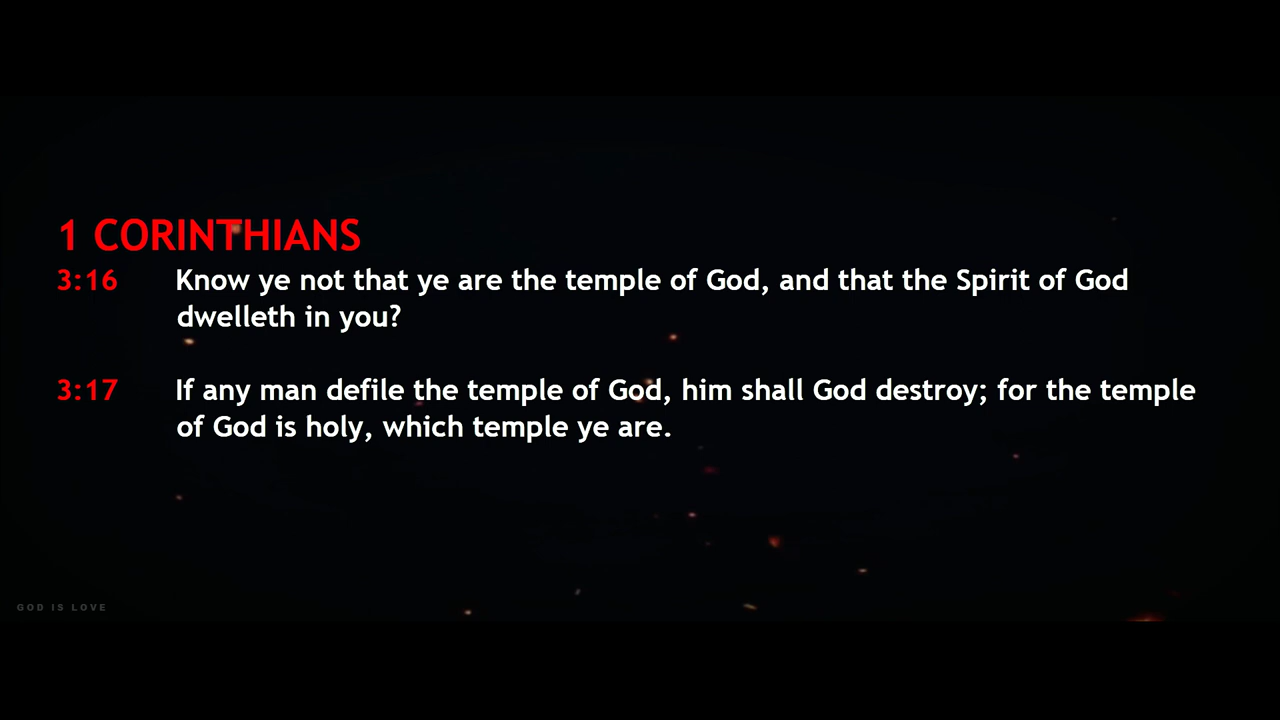 1 CORINTHIANS
3:16 Know ye not that ye are the temple of God, and that the Spirit of God
dwelleth in you?
3:17 If any man defile the temple of God, him shall God destroy; for the temple
of God is holy, which temple ye are.
GOD IS LOVE